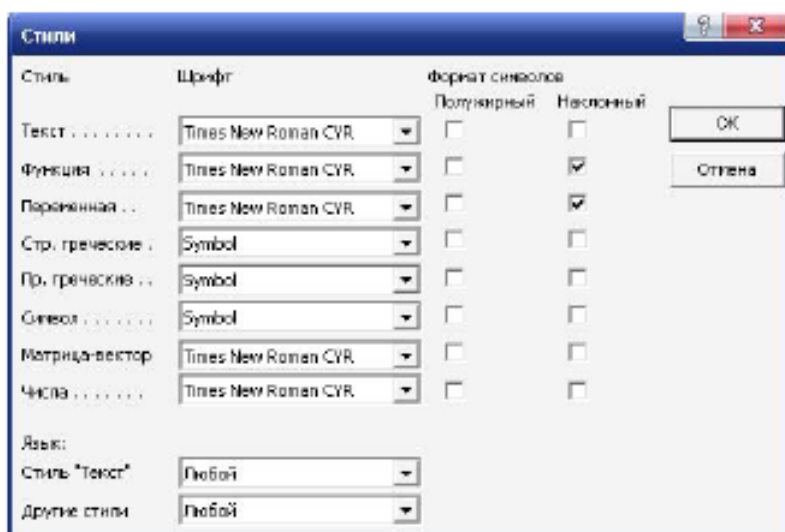 Стили
Стиль Шрифт Формат символов
Полужирный Наклонный
Текст . . . . . . . . Times New Roman CYR
ОК
Функция . . . . . Times New Roman CYR
Отмена
Переменная . . Times New Roman CYR
Стр. греческие . Symbol
Пр. греческие . . Symbol
Символ . . . . . . . Symbol
Матрица-вектор Times New Roman CYR
Числа . . . . . . . Times New Roman CYR
Язык:
Стиль "Текст" Любой
Другие стили Любой